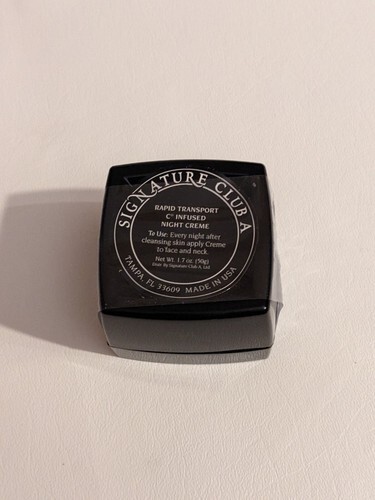 SIGNATURE CLUB A
RAPID TRANSPORT
C® INFUSED
NIGHT CREME
To Use: Every night after
cleansing skin apply Creme
to face and neck.
Net Wt. 1.7 oz. (50g)
Distr. By Signature Club A, Ltd.
TAMPA, FL 33609 MADE IN USA